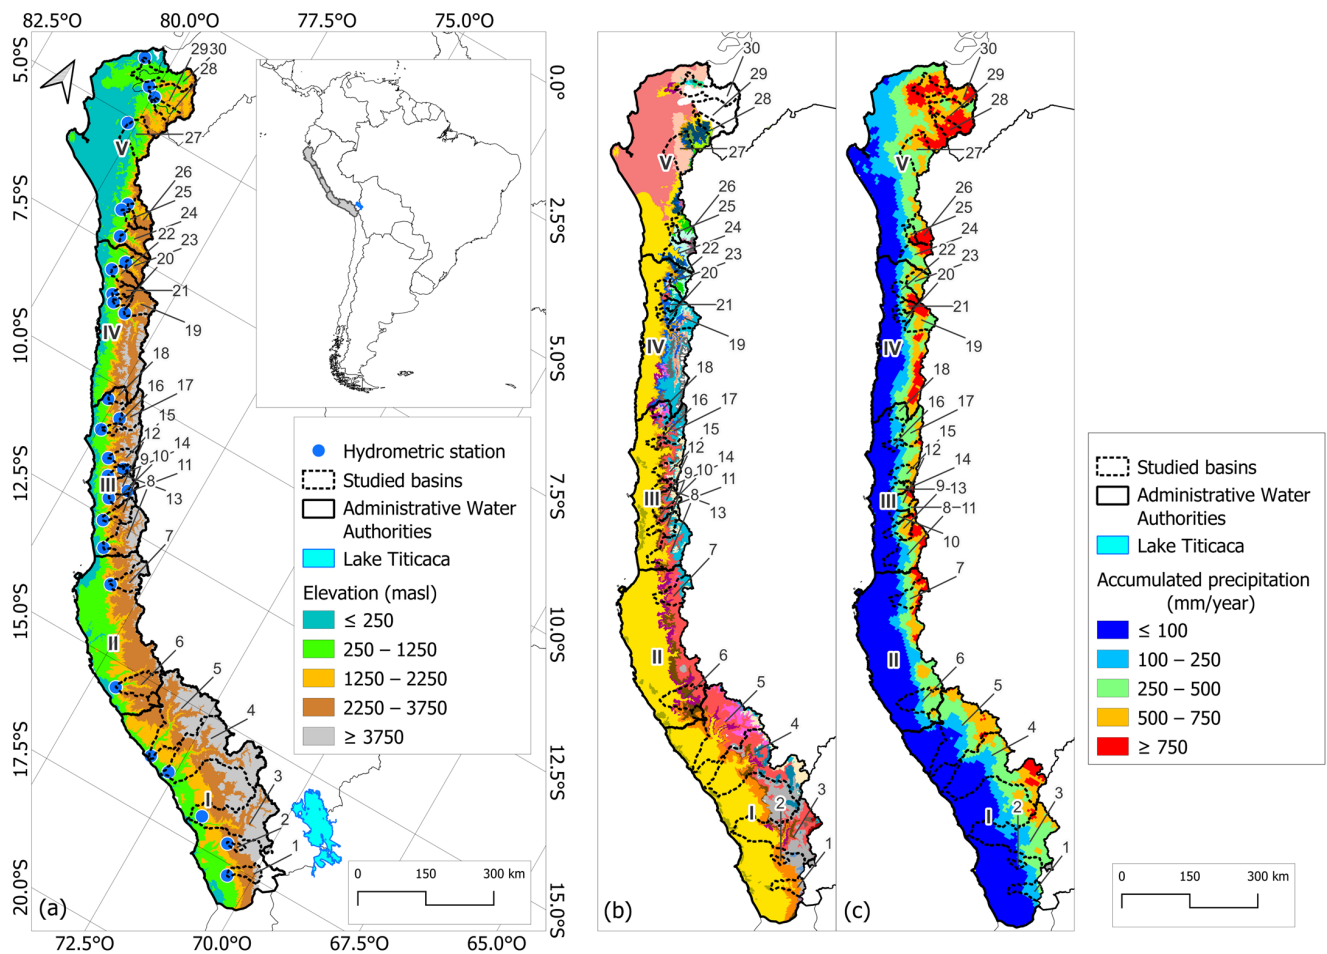 82.5°O
80.0°O
77.5°O
75.0°O
5.0°S
7.5°S
10.0°S
12.5°S
15.0°S
17.5°S
20.0°S
0.0°
2.5°S
5.0°S
7.5°S
10.0°S
12.5°S
15.0°S
72.5°O
70.0°O
67.5°O
65.0°O
29
30
28
27
V
26
25
24
22
23
20
21
19
IV
18
16
17
15
12
14
9
10
11
8
III
13
7
II
6
5
4
3
I
2
1
(a)
Hydrometric station
Studied basins
Administrative Water
Authorities
Lake Titicaca
Elevation (masl)
≤ 250
250 – 1250
1250 – 2250
2250 – 3750
≥ 3750
0
150
300 km
30
29
28
27
V
26
25
24
22
23
20
21
19
IV
18
16
17
15
12
14
9
10
11
8
III
13
7
II
6
5
4
3
I
2
1
(b)
30
29
28
27
V
26
25
24
22
23
20
21
19
IV
18
16
17
15
12
14
9
13
8
11
III
10
7
II
6
5
4
3
I
2
1
(c)
Studied basins
Administrative Water
Authorities
Lake Titicaca
Accumulated precipitation
(mm/year)
≤ 100
100 – 250
250 – 500
500 – 750
≥ 750
0
150
300 km